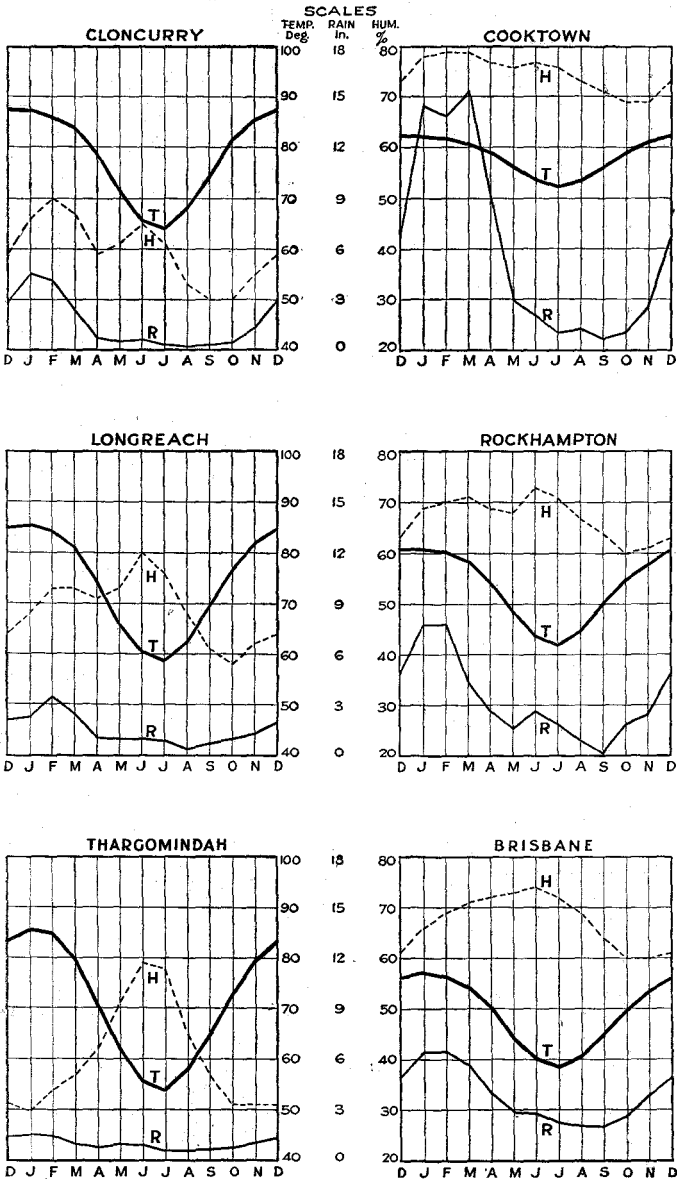 SCALES
CLONCURRY TEMP. RAIN HUM. COOKTOWN
Deg. In. %
100 18 80
90 15 70
80 12 60
70 9 50
60 6 40
50 3 30
40 0 20
T
H
R
H
T
R
D J F M A M J J A S O N D D J F M A M J J A S O N D
LONGREACH ROCKHAMPTON
100 18 80
90 15 70
80 12 60
70 9 50
60 6 40
50 3 30
40 0 20
H
T
R
H
T
R
D J F M A M J J A S O N D D J F M A M J J A S O N D
THARGOMINDAH BRISBANE
100 18 80
90 15 70
80 12 60
70 9 50
60 6 40
50 3 30
40 0 20
H
T
R
H
T
R
D J F M A M J J A S O N D D J F M A M J J A S O N D